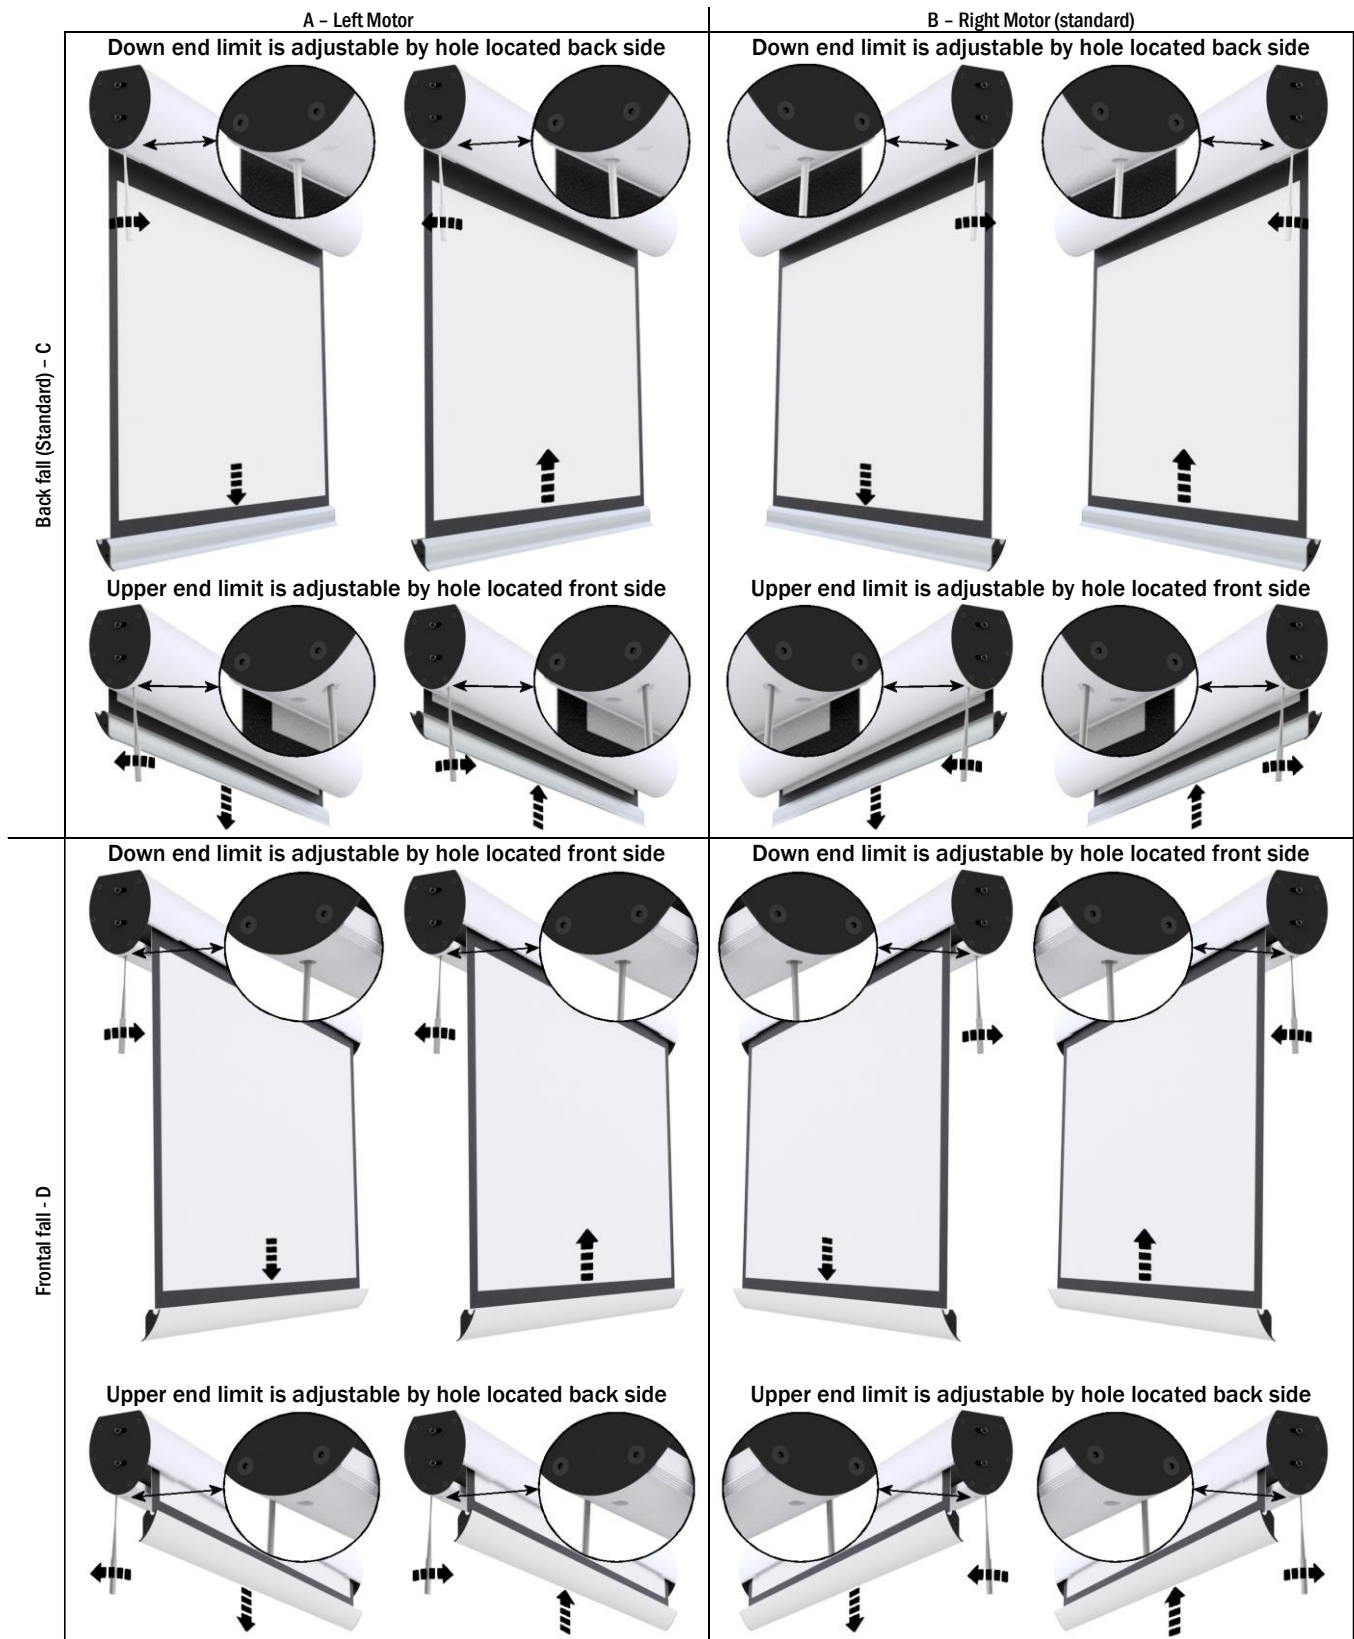 A – Left Motor
B – Right Motor (standard)
Down end limit is adjustable by hole located back side
Down end limit is adjustable by hole located back side
Back fall (Standard) – C
Upper end limit is adjustable by hole located front side
Upper end limit is adjustable by hole located front side
Down end limit is adjustable by hole located front side
Down end limit is adjustable by hole located front side
Frontal fall - D
Upper end limit is adjustable by hole located back side
Upper end limit is adjustable by hole located back side